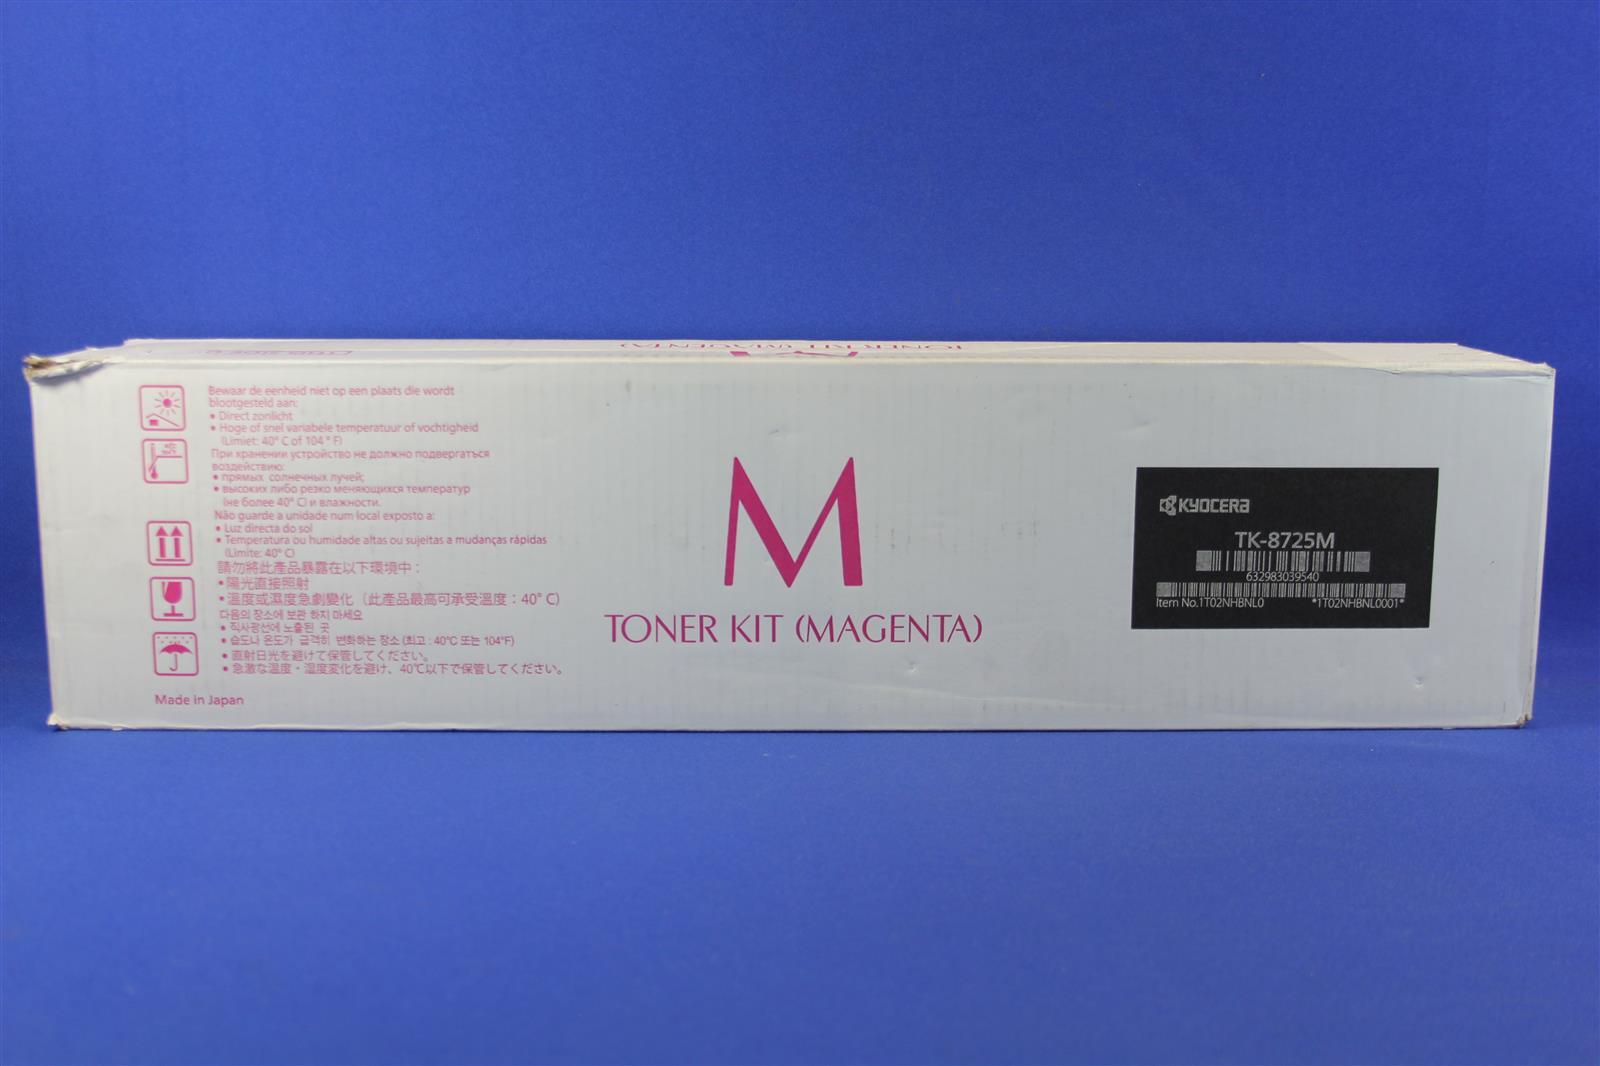 TONER KIT (MAGENTA)
Bewaar de eenheid niet op een plaats die wordt
blootgesteld aan:
• Direct zonlicht
• Hoge of snel variabele temperatuur of vochtigheid
(Limiet: 40° C of 104 ° F)
При хранении устройство не должно подвергаться
воздействию:
• прямых солнечных лучей;
• высоких либо резко меняющихся температур
(не более 40° C) и влажности.
Não guarde a unidade num local exposto a:
• Luz directa do sol
• Temperatura ou humidade altas ou sujeitas a mudanças rápidas
(Limite: 40° C)
請勿將此產品暴露在以下環境中：
• 陽光直接照射
• 溫度或濕度急劇變化（此產品最高可承受溫度：40° C)
다음의 장소에 보관 하지 마세요
• 직사광선에 노출된 곳
• 습도나 온도가 급격히 변화하는 장소 (최고 : 40°C 또는 104°F)
• 直射日光を避けて保管してください。
• 急激な温度・湿度変化を避け、40℃以下で保管してください。
Made in Japan
M
TONER KIT (MAGENTA)
KYOCERA
TK-8725M
632983039540
Item No.1T02NHBNL0 *1T02NHBNL0001*